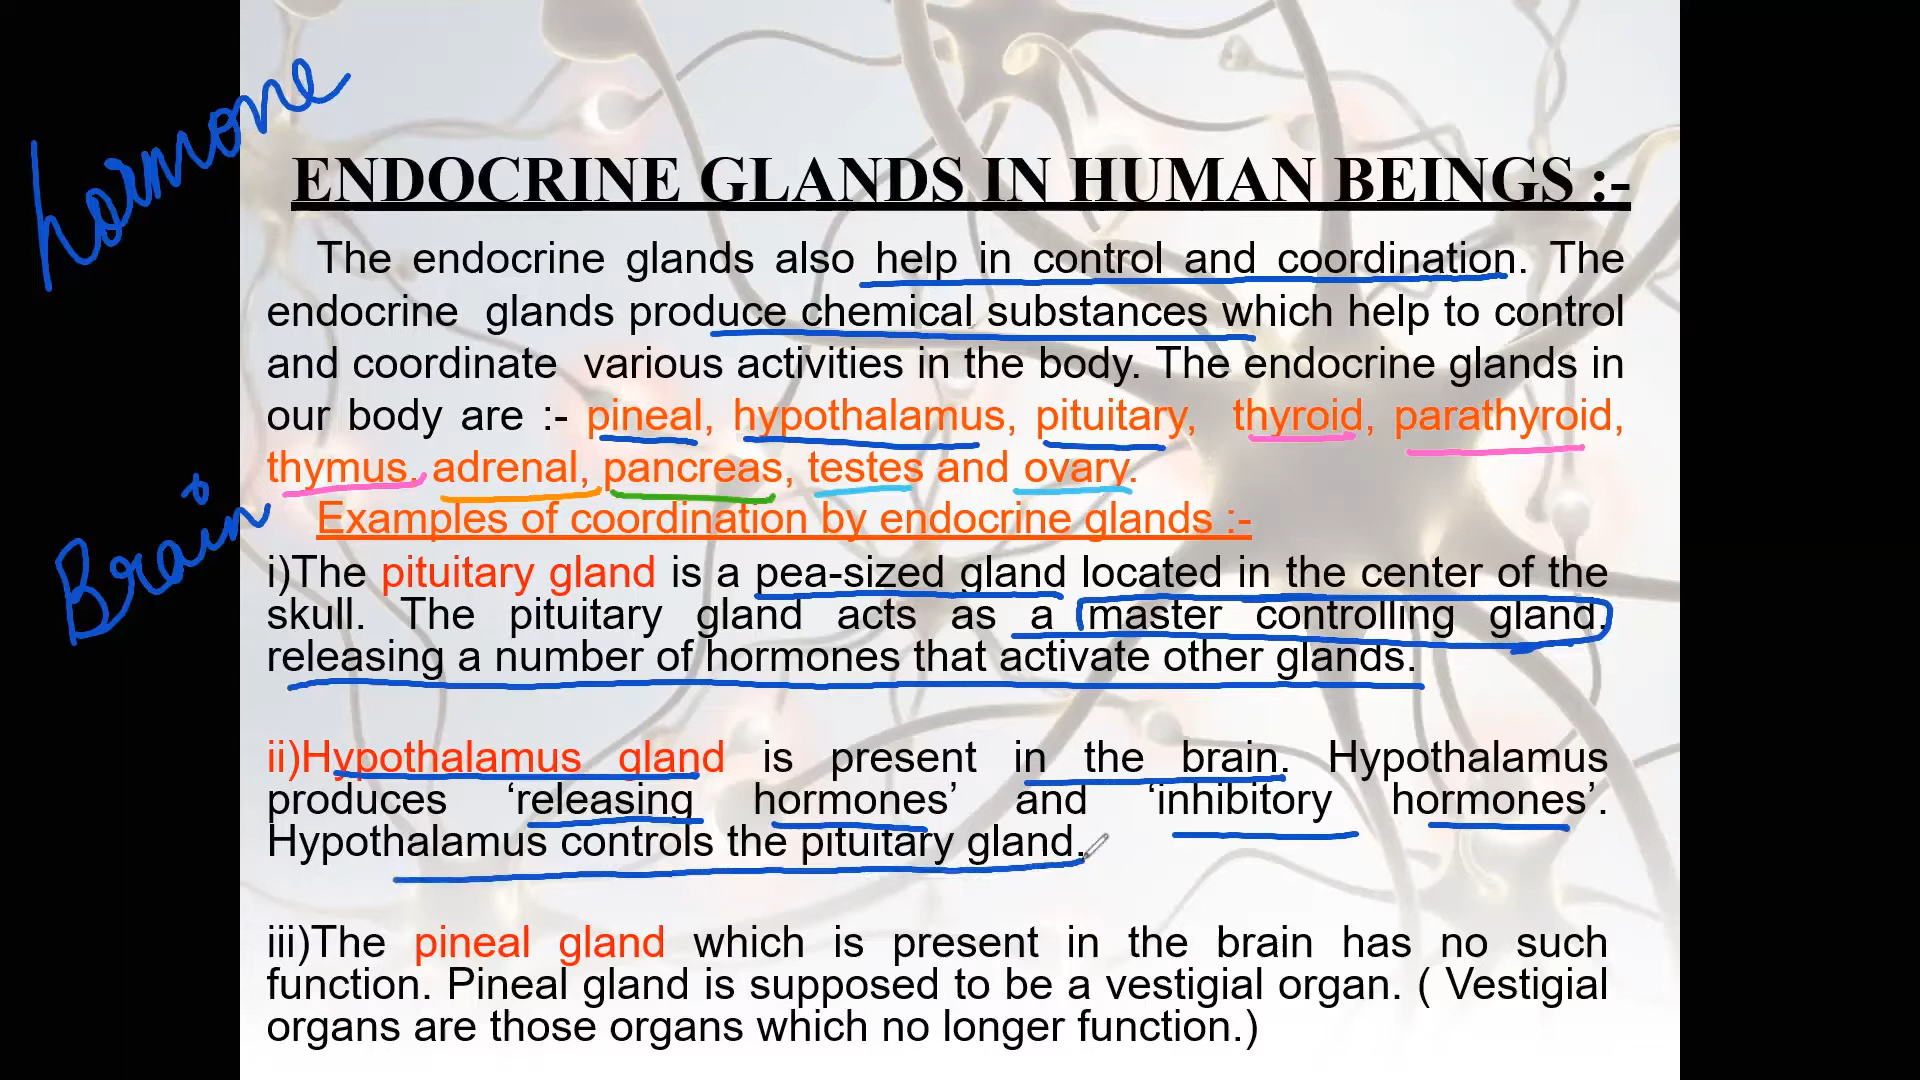 hormone
ENDOCRINE GLANDS IN HUMAN BEINGS :-
The endocrine glands also help in control and coordination. The
endocrine glands produce chemical substances which help to control
and coordinate various activities in the body. The endocrine glands in
our body are :- pineal, hypothalamus, pituitary, thyroid, parathyroid,
thymus, adrenal, pancreas, testes and ovary.
Brain
Examples of coordination by endocrine glands :-
i)The pituitary gland is a pea-sized gland located in the center of the
skull. The pituitary gland acts as a master controlling gland.
releasing a number of hormones that activate other glands.
ii)Hypothalamus gland is present in the brain. Hypothalamus
produces ‘releasing hormones’ and ‘inhibitory hormones’.
Hypothalamus controls the pituitary gland.
iii)The pineal gland which is present in the brain has no such
function. Pineal gland is supposed to be a vestigial organ. ( Vestigial
organs are those organs which no longer function.)